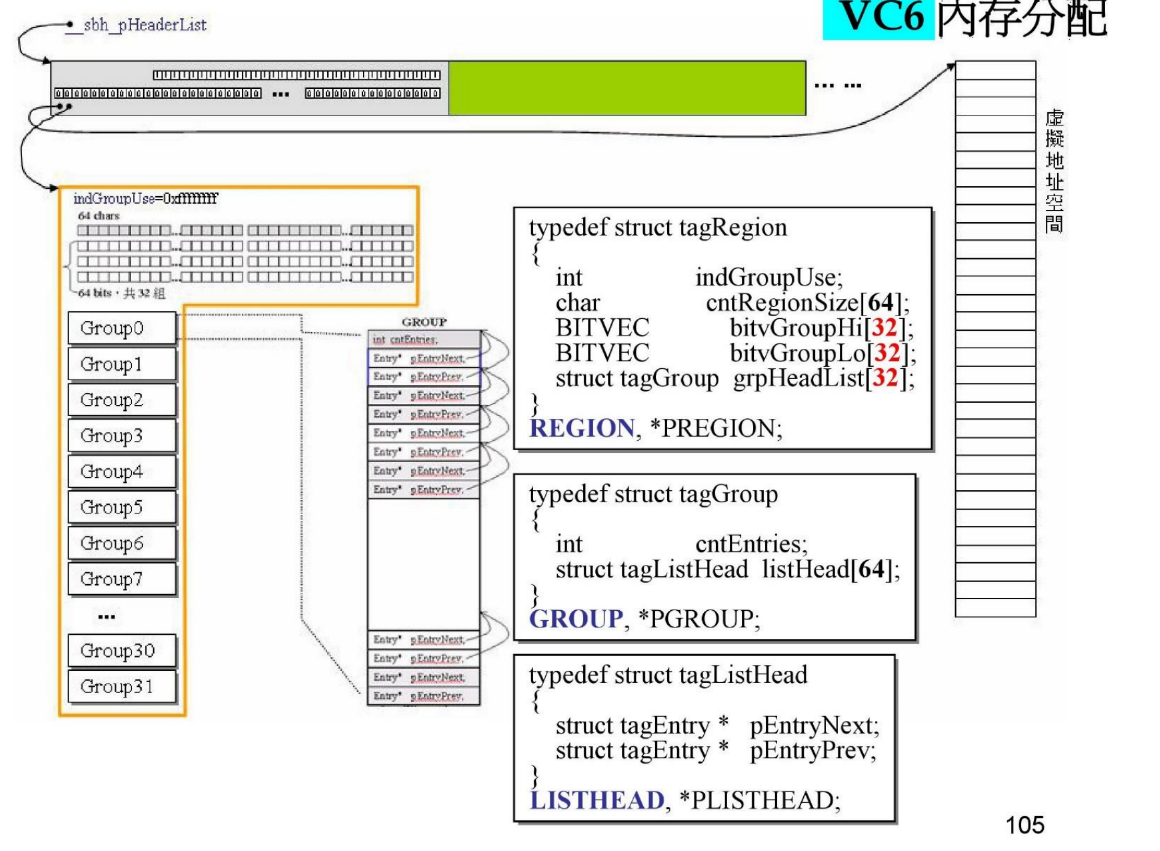 __sbh_pHeaderList
VC6 內存分配
... ...
虛擬地址空間
indGroupUse=0xffffffff
64 chars
64 bits，共 32 組
Group0
Group1
Group2
Group3
Group4
Group5
Group6
Group7
...
Group30
Group31
GROUP
int cntEntries;
Entry* pEntryNext;
Entry* pEntryPrev;
Entry* pEntryNext;
Entry* pEntryPrev;
Entry* pEntryNext;
Entry* pEntryPrev;
Entry* pEntryNext;
Entry* pEntryPrev;
Entry* pEntryNext;
Entry* pEntryPrev;
Entry* pEntryNext;
Entry* pEntryPrev;
typedef struct tagRegion
{
int indGroupUse;
char cntRegionSize[64];
BITVEC bitvGroupHi[32];
BITVEC bitvGroupLo[32];
struct tagGroup grpHeadList[32];
}
REGION, *PREGION;
typedef struct tagGroup
{
int cntEntries;
struct tagListHead listHead[64];
}
GROUP, *PGROUP;
typedef struct tagListHead
{
struct tagEntry * pEntryNext;
struct tagEntry * pEntryPrev;
}
LISTHEAD, *PLISTHEAD;
105